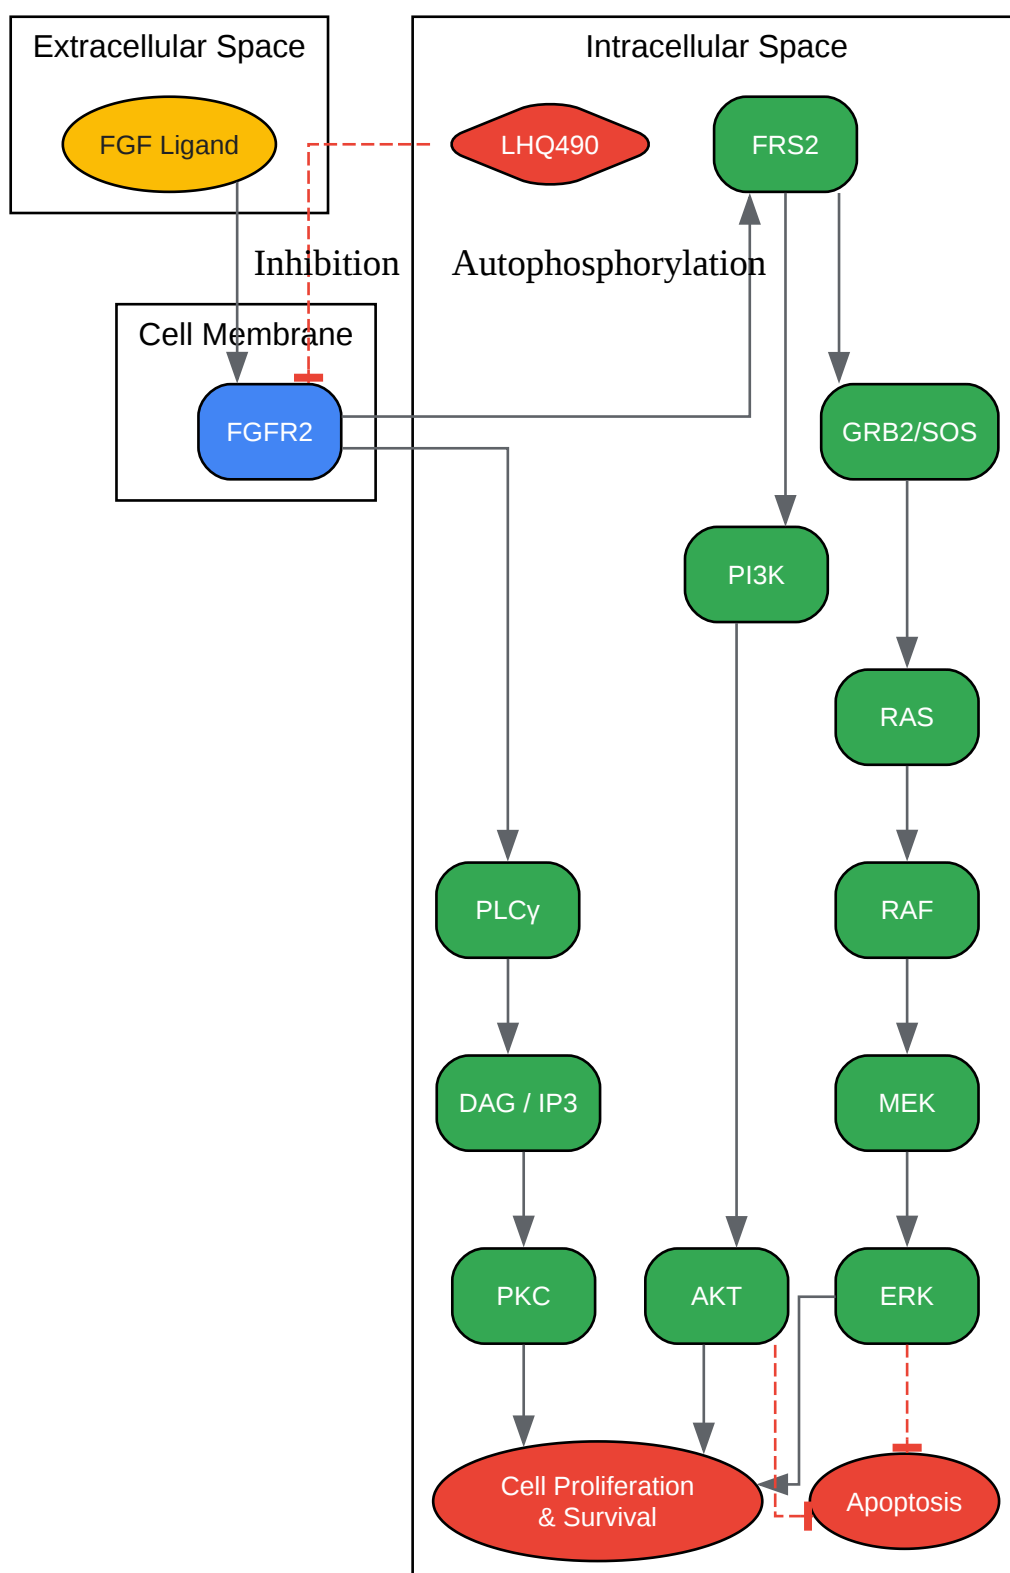 Extracellular Space
Intracellular Space
FGF Ligand
LHQ490
FRS2
Inhibition
Autophosphorylation
Cell Membrane
FGFR2
GRB2/SOS
PI3K
RAS
PLCγ
RAF
DAG / IP3
MEK
PKC
AKT
ERK
Cell Proliferation
& Survival
Apoptosis